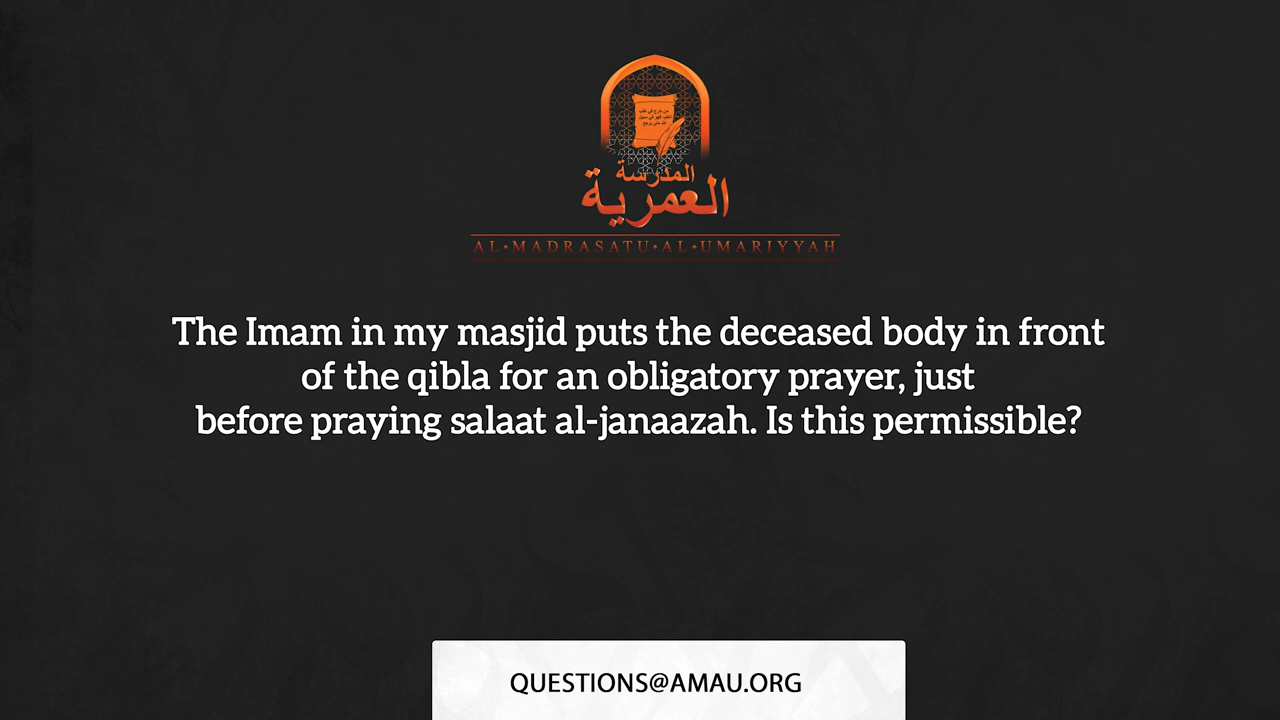 المدرسة
العمرية
AL•MADRASATU•AL•UMARIYYAH
The Imam in my masjid puts the deceased body in front
of the qibla for an obligatory prayer, just
before praying salaat al-janaazah. Is this permissible?
QUESTIONS@AMAU.ORG